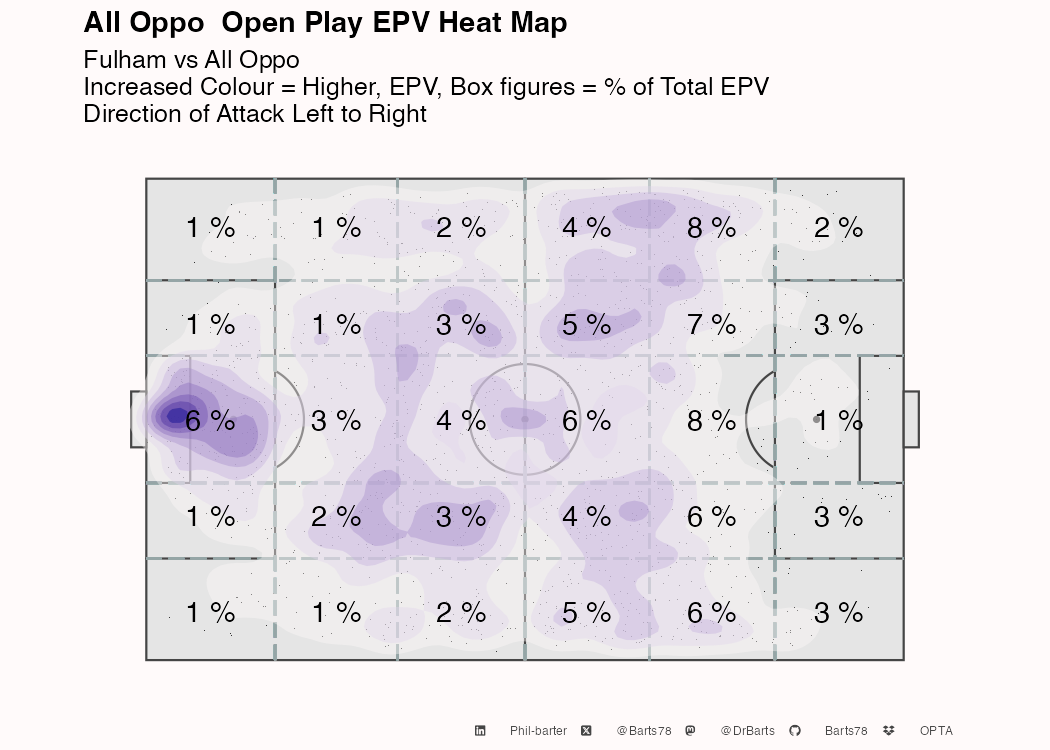 All Oppo  Open Play EPV Heat Map
Fulham vs All Oppo
Increased Colour = Higher, EPV, Box figures = % of Total EPV
Direction of Attack Left to Right
1 % 1 % 2 % 4 % 8 % 2 %
1 % 1 % 3 % 5 % 7 % 3 %
6 % 3 % 4 % 6 % 8 % 1 %
1 % 2 % 3 % 4 % 6 % 3 %
1 % 1 % 2 % 5 % 6 % 3 %
Phil-barter @Barts78 @DrBarts Barts78 OPTA